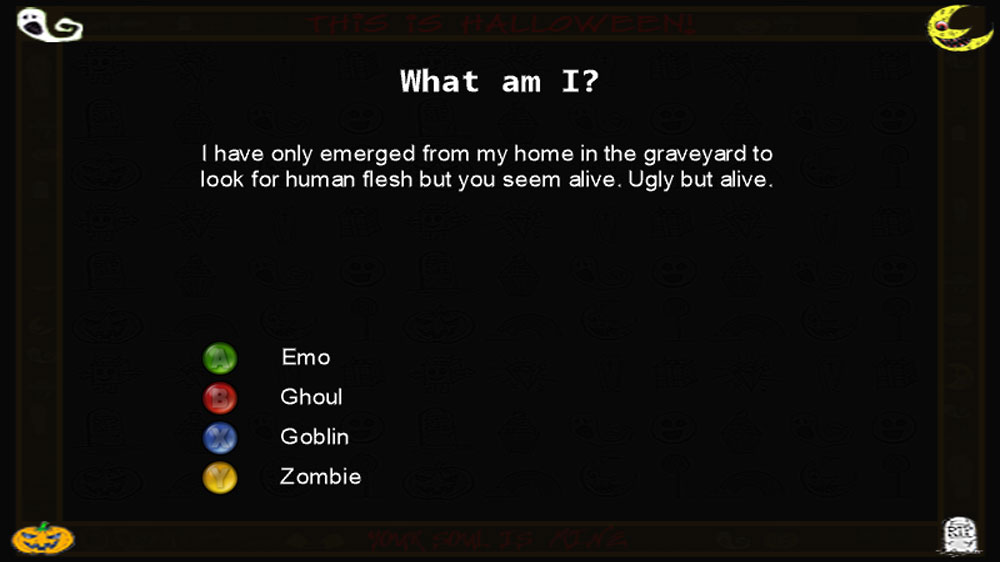 THIS IS HALLOWEEN!
What am I?
I have only emerged from my home in the graveyard to
look for human flesh but you seem alive. Ugly but alive.
A Emo
B Ghoul
X Goblin
Y Zombie
YOUR SOUL IS MINE
RIP